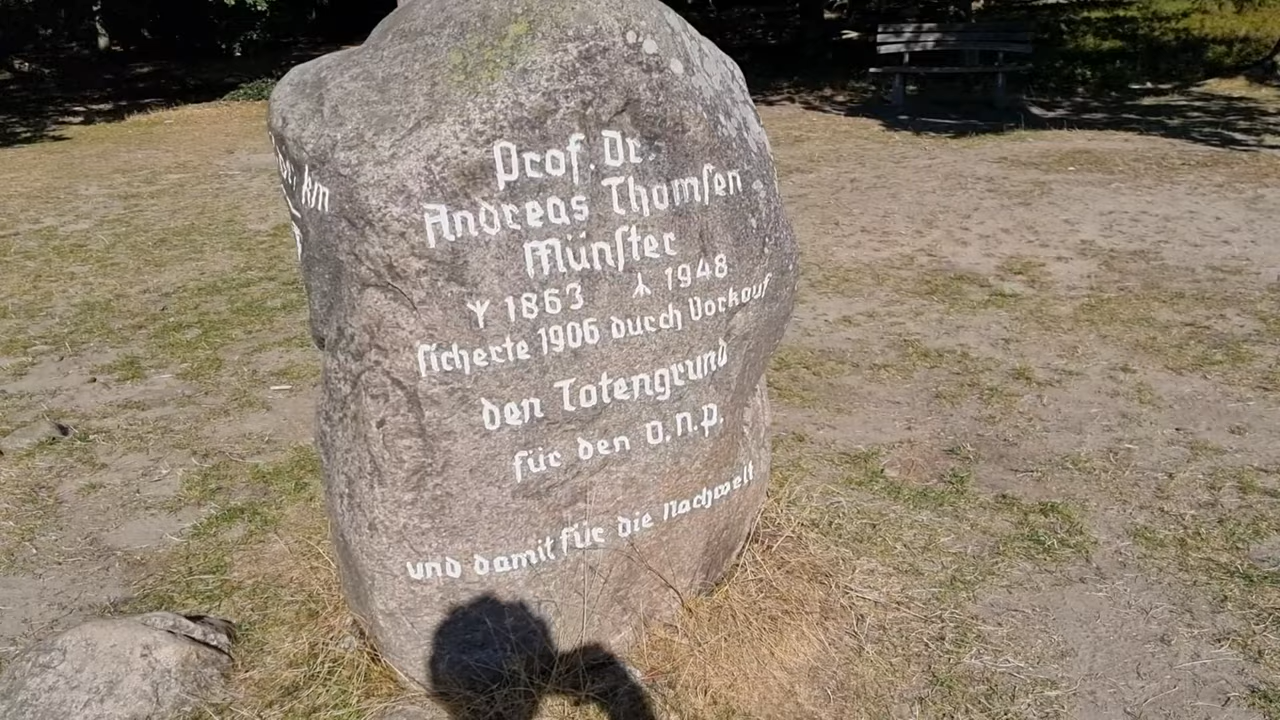 km
Prof. Dr.
Andreas Thomsen
Münster
ᛉ 1863 ᛣ 1948
sicherte 1906 durch Vorkauf
den Totengrund
für den V.N.P.
und damit für die Nachwelt